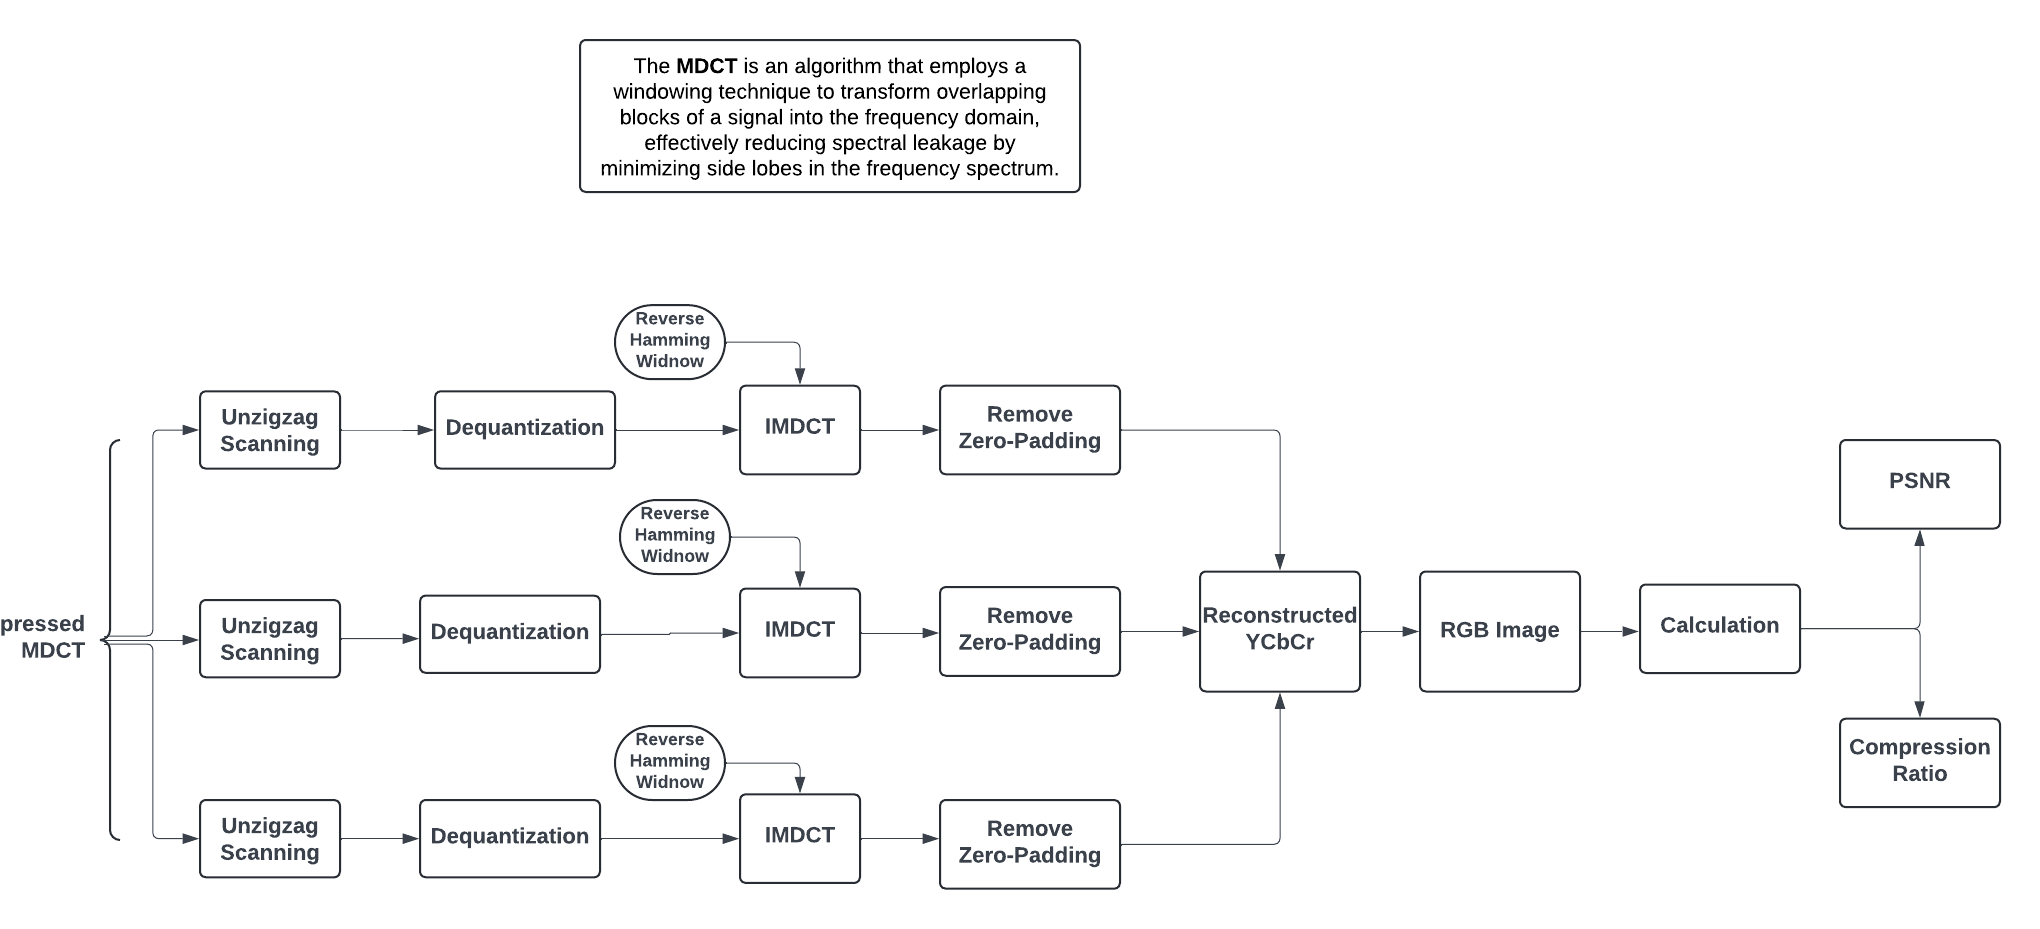 The MDCT is an algorithm that employs a
windowing technique to transform overlapping
blocks of a signal into the frequency domain,
effectively reducing spectral leakage by
minimizing side lobes in the frequency spectrum.
Reverse
Hamming
Widnow
Unzigzag
Scanning
Dequantization
IMDCT
Remove
Zero-Padding
Reverse
Hamming
Widnow
pressed
MDCT
Unzigzag
Scanning
Dequantization
IMDCT
Remove
Zero-Padding
Reconstructed
YCbCr
RGB Image
Calculation
PSNR
Compression
Ratio
Reverse
Hamming
Widnow
Unzigzag
Scanning
Dequantization
IMDCT
Remove
Zero-Padding